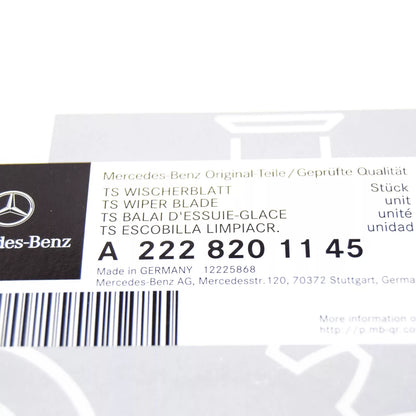 Mercedes-Benz Original Teile/Geprüfte Qualität
TS WISCHERBLATT Stück
TS WIPER BLADE unit
TS BALAI D'ESSUIE-GLACE unité
TS ESCOBILLA LIMPIACR. unidad
des-Benz
A 222 820 11 45
Made in GERMANY 12225868
Mercedes-Benz AG, Mercedesstr.120, 70372 Stuttgart, German
More information o
http://p.mb-qr.co